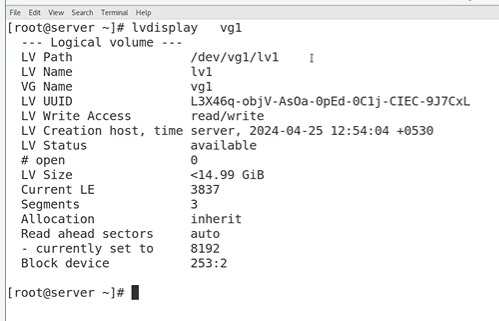 File Edit View Search Terminal Help
[root@server ~]# lvdisplay vg1
--- Logical volume ---
LV Path /dev/vg1/lv1
LV Name lv1
VG Name vg1
LV UUID L3X46q-objV-AsOa-0pEd-0C1j-CIEC-9J7CxL
LV Write Access read/write
LV Creation host, time server, 2024-04-25 12:54:04 +0530
LV Status available
# open 0
LV Size <14.99 GiB
Current LE 3837
Segments 3
Allocation inherit
Read ahead sectors auto
- currently set to 8192
Block device 253:2
[root@server ~]#